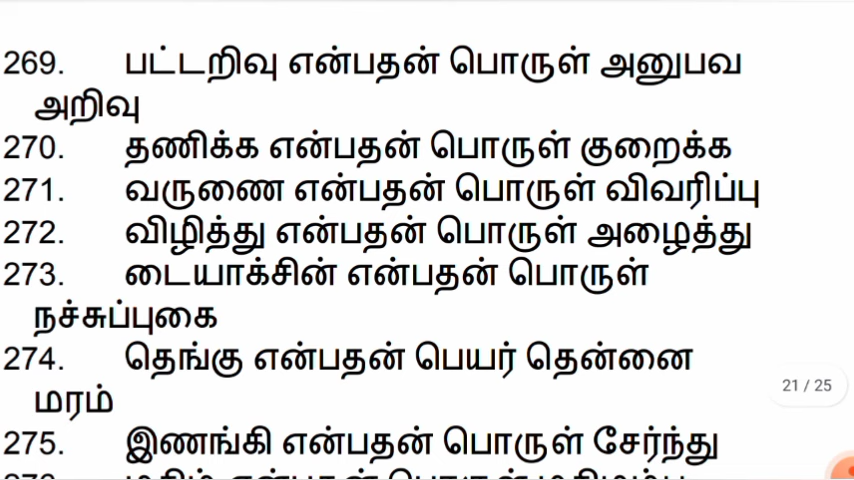 269. பட்டறிவு என்பதன் பொருள் அனுபவ
அறிவு
270. தணிக்க என்பதன் பொருள் குறைக்க
271. வருணை என்பதன் பொருள் விவரிப்பு
272. விழித்து என்பதன் பொருள் அழைத்து
273. டையாக்சின் என்பதன் பொருள்
நச்சுப்புகை
274. தெங்கு என்பதன் பெயர் தென்னை
மரம்
21 / 25
275. இணங்கி என்பதன் பொருள் சேர்ந்து